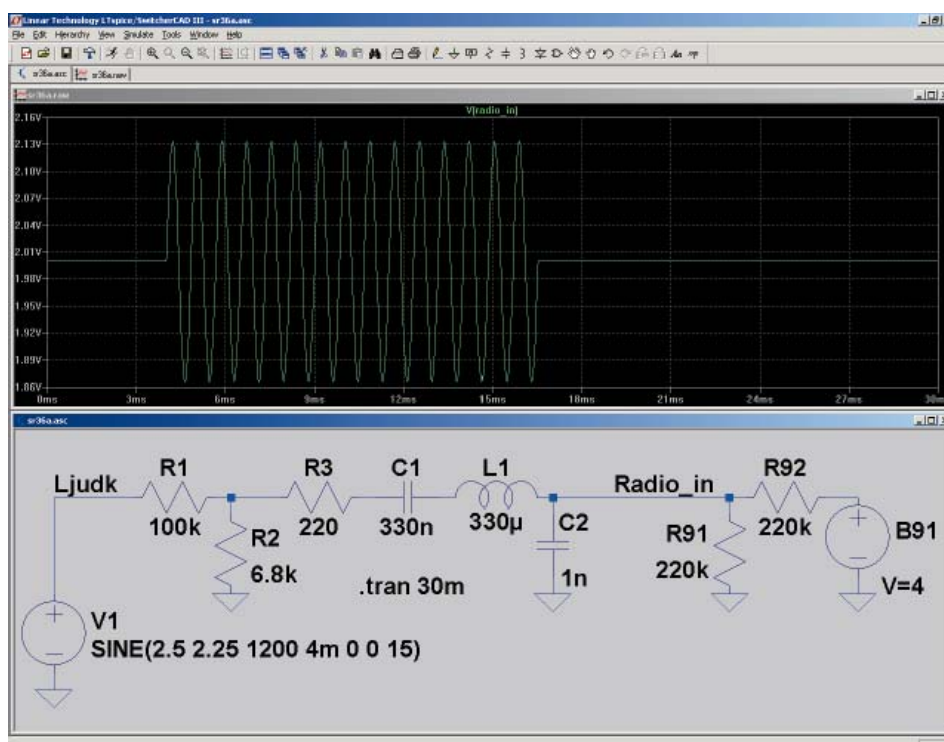 Linear Technology LTspice/SwitcherCAD III - sr36a.asc
File Edit Hierarchy View Simulate Tools Window Help
sr36a.asc sr36a.raw
sr36a.raw
V(radio_in)
2.16V
2.13V
2.10V
2.07V
2.04V
2.01V
1.98V
1.95V
1.92V
1.89V
1.86V
0ms 3ms 6ms 9ms 12ms 15ms 18ms 21ms 24ms 27ms 30ms
sr36a.asc
R1 R3 C1 L1 R92
Ljudk Radio_in
100k 220 330n 330µ C2 220k
R2 R91 B91
6.8k 1n 220k
.tran 30m V=4
V1
SINE(2.5 2.25 1200 4m 0 0 15)